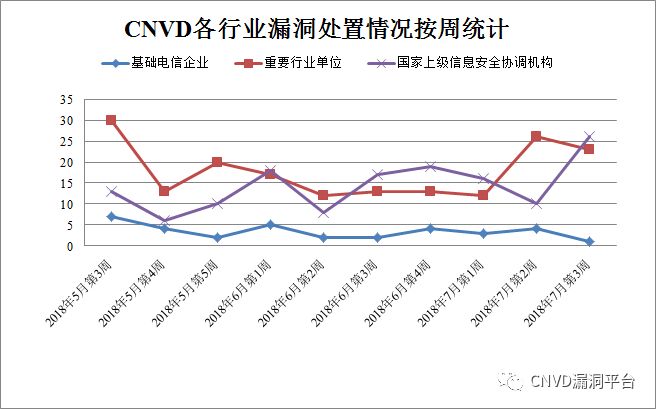 CNVD各行业漏洞处置情况按周统计
基础电信企业 重要行业单位 国家上级信息安全协调机构
35
30
25
20
15
10
5
0
2018年5月第3周
2018年5月第4周
2018年5月第5周
2018年6月第1周
2018年6月第2周
2018年6月第3周
2018年6月第4周
2018年7月第1周
2018年7月第2周
2018年7月第3周
CNVD漏洞平台